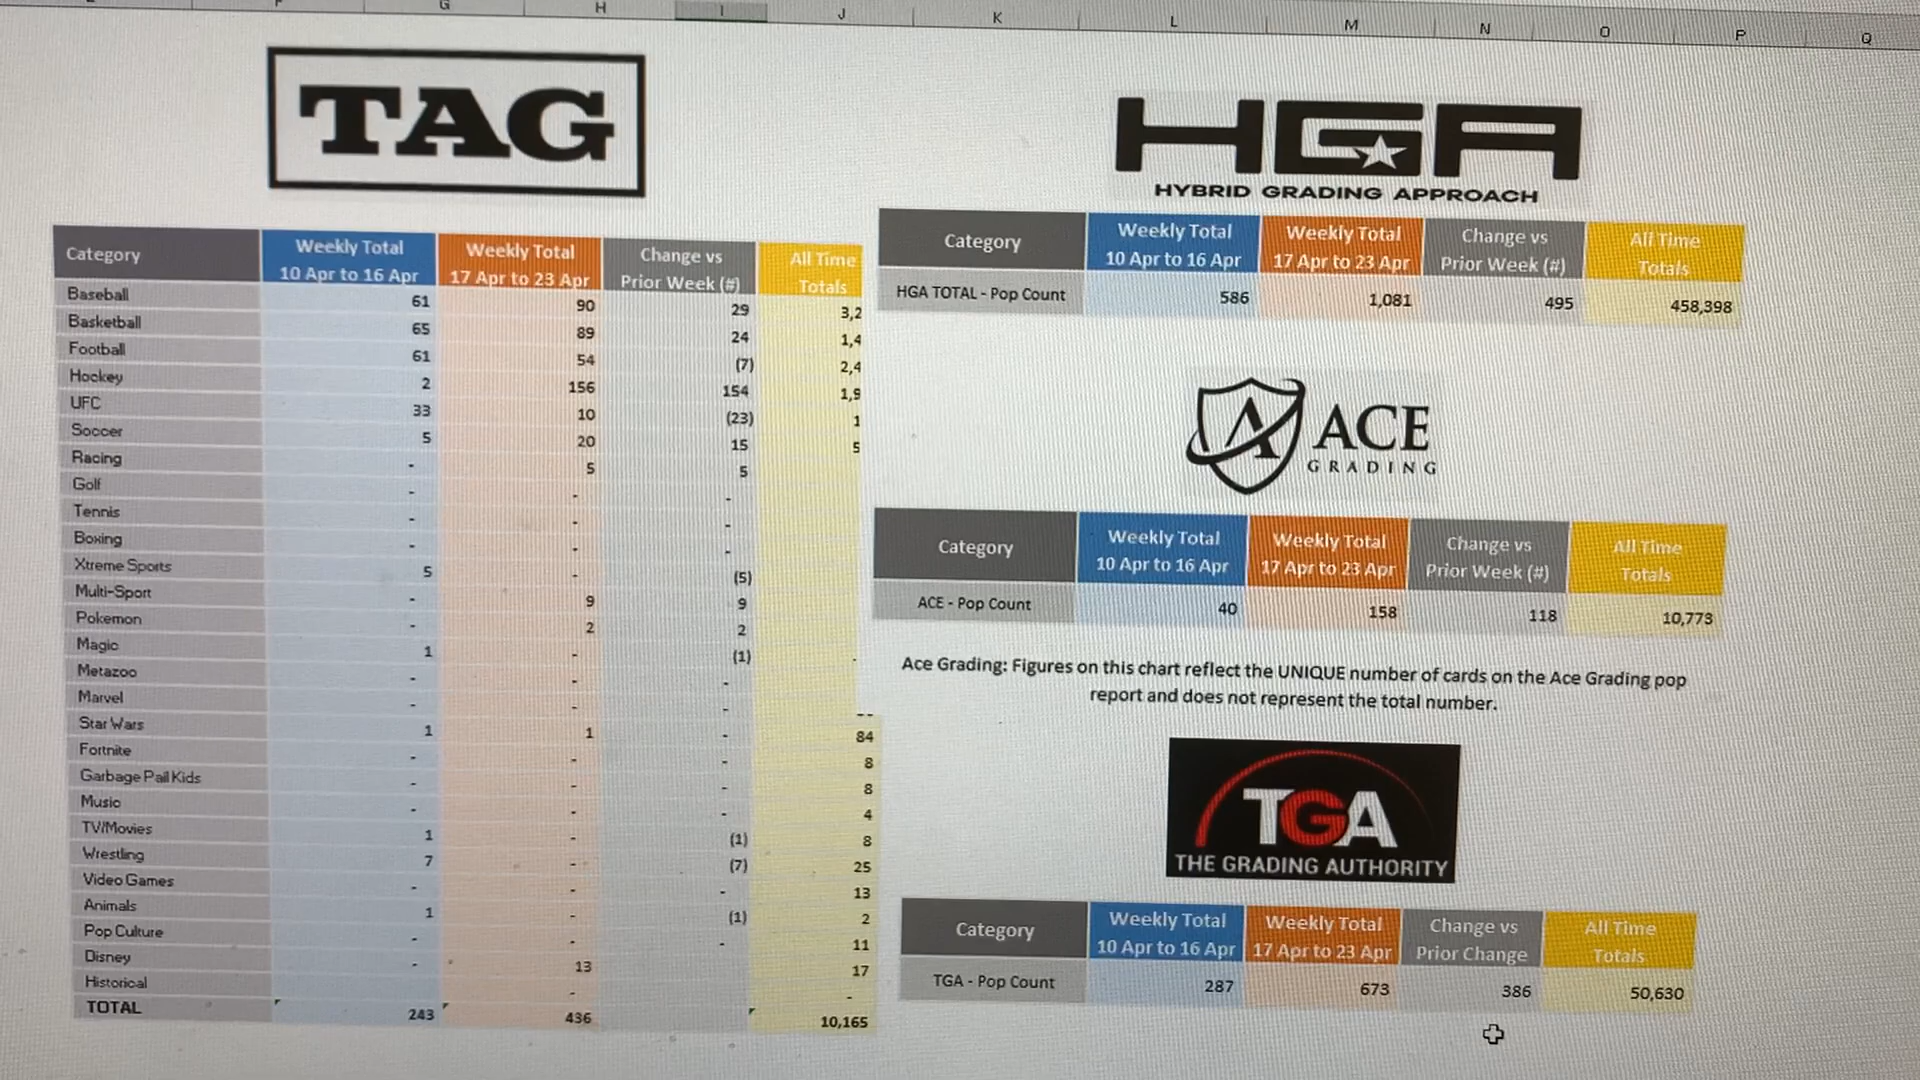 F G H I J K L M N O P Q
TAG
Category Weekly Total 10 Apr to 16 Apr Weekly Total 17 Apr to 23 Apr Change vs Prior Week (#) All Time Totals
Baseball 61 90 29 3,2
Basketball 65 89 24 1,4
Football 61 54 (7) 2,4
Hockey 2 156 154 1,9
UFC 33 10 (23) 1
Soccer 5 20 15 5
Racing - 5 5
Golf - - -
Tennis - - -
Boxing - - -
Xtreme Sports 5 - (5)
Multi-Sport - 9 9
Pokemon - 2 2
Magic 1 - (1) -
Metazoo - - -
Marvel - - -
Star Wars 1 1 - 84
Fortnite - - - 8
Garbage Pail Kids - - - 8
Music - - - 4
TV/Movies 1 - (1) 8
Wrestling 7 - (7) 25
Video Games - - - 13
Animals 1 - (1) 2
Pop Culture - - - 11
Disney - 13 17
Historical - -
TOTAL 243 436 10,165
HGA
HYBRID GRADING APPROACH
Category Weekly Total 10 Apr to 16 Apr Weekly Total 17 Apr to 23 Apr Change vs Prior Week (#) All Time Totals
HGA TOTAL - Pop Count 586 1,081 495 458,398
A ACE
GRADING
Category Weekly Total 10 Apr to 16 Apr Weekly Total 17 Apr to 23 Apr Change vs Prior Week (#) All Time Totals
ACE - Pop Count 40 158 118 10,773
Ace Grading: Figures on this chart reflect the UNIQUE number of cards on the Ace Grading pop
report and does not represent the total number.
TGA
THE GRADING AUTHORITY
Category Weekly Total 10 Apr to 16 Apr Weekly Total 17 Apr to 23 Apr Change vs Prior Change All Time Totals
TGA - Pop Count 287 673 386 50,630